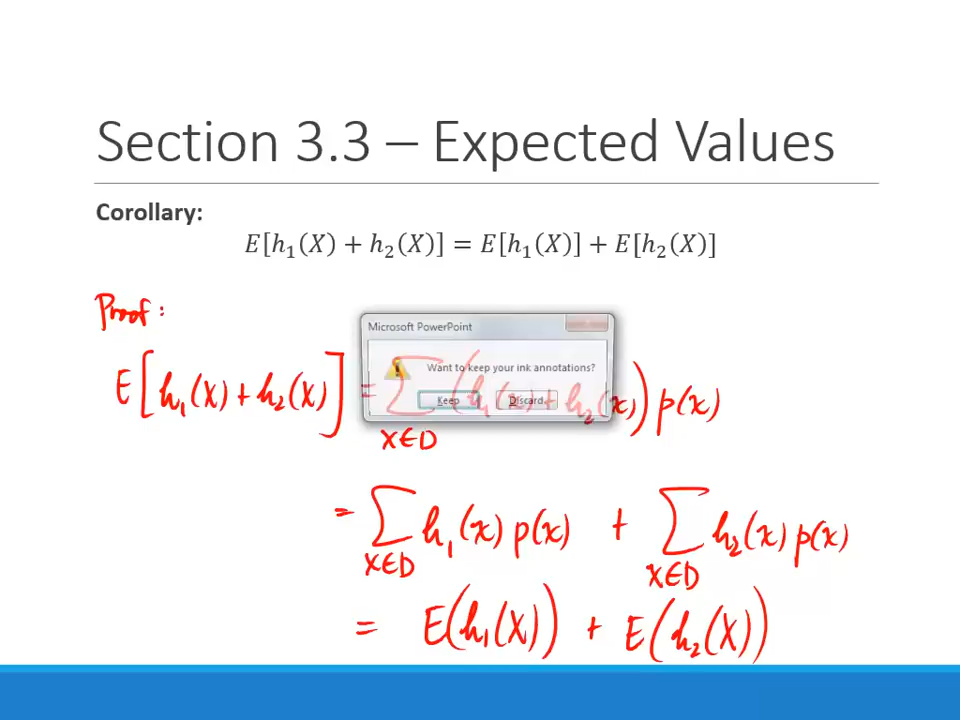 Section 3.3 – Expected Values
Corollary:
E[h₁(X) + h₂(X)] = E[h₁(X)] + E[h₂(X)]
Proof:
Microsoft PowerPoint
Want to keep your ink annotations?
Keep Discard
E[h₁(X) + h₂(X)] = ∑ (h₁(x) + h₂(x)) p(x)
x∈D
= ∑ h₁(x) p(x) + ∑ h₂(x) p(x)
x∈D x∈D
= E(h₁(X)) + E(h₂(X))